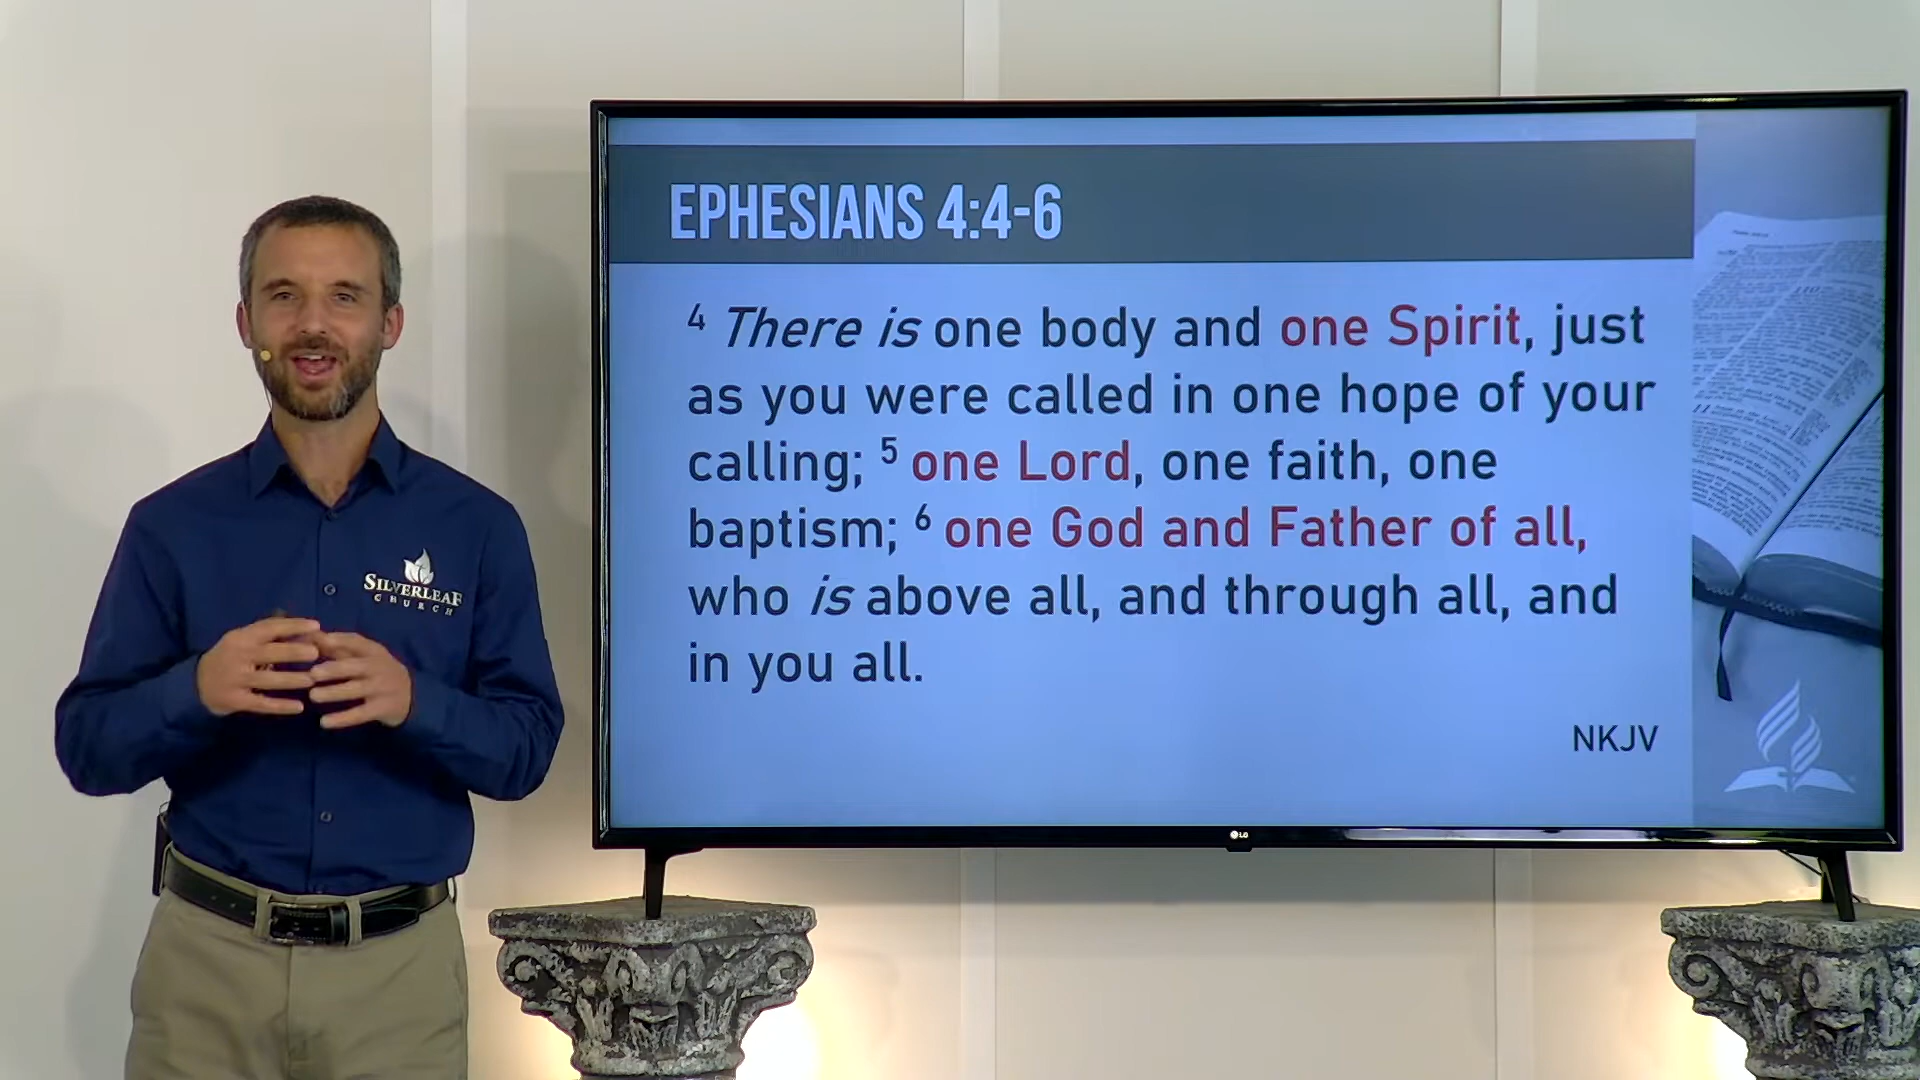 EPHESIANS 4:4-6
4 There is one body and one Spirit, just
as you were called in one hope of your
calling; 5 one Lord, one faith, one
baptism; 6 one God and Father of all,
who is above all, and through all, and
in you all.
NKJV
SILVERLEAF
CHURCH
LG